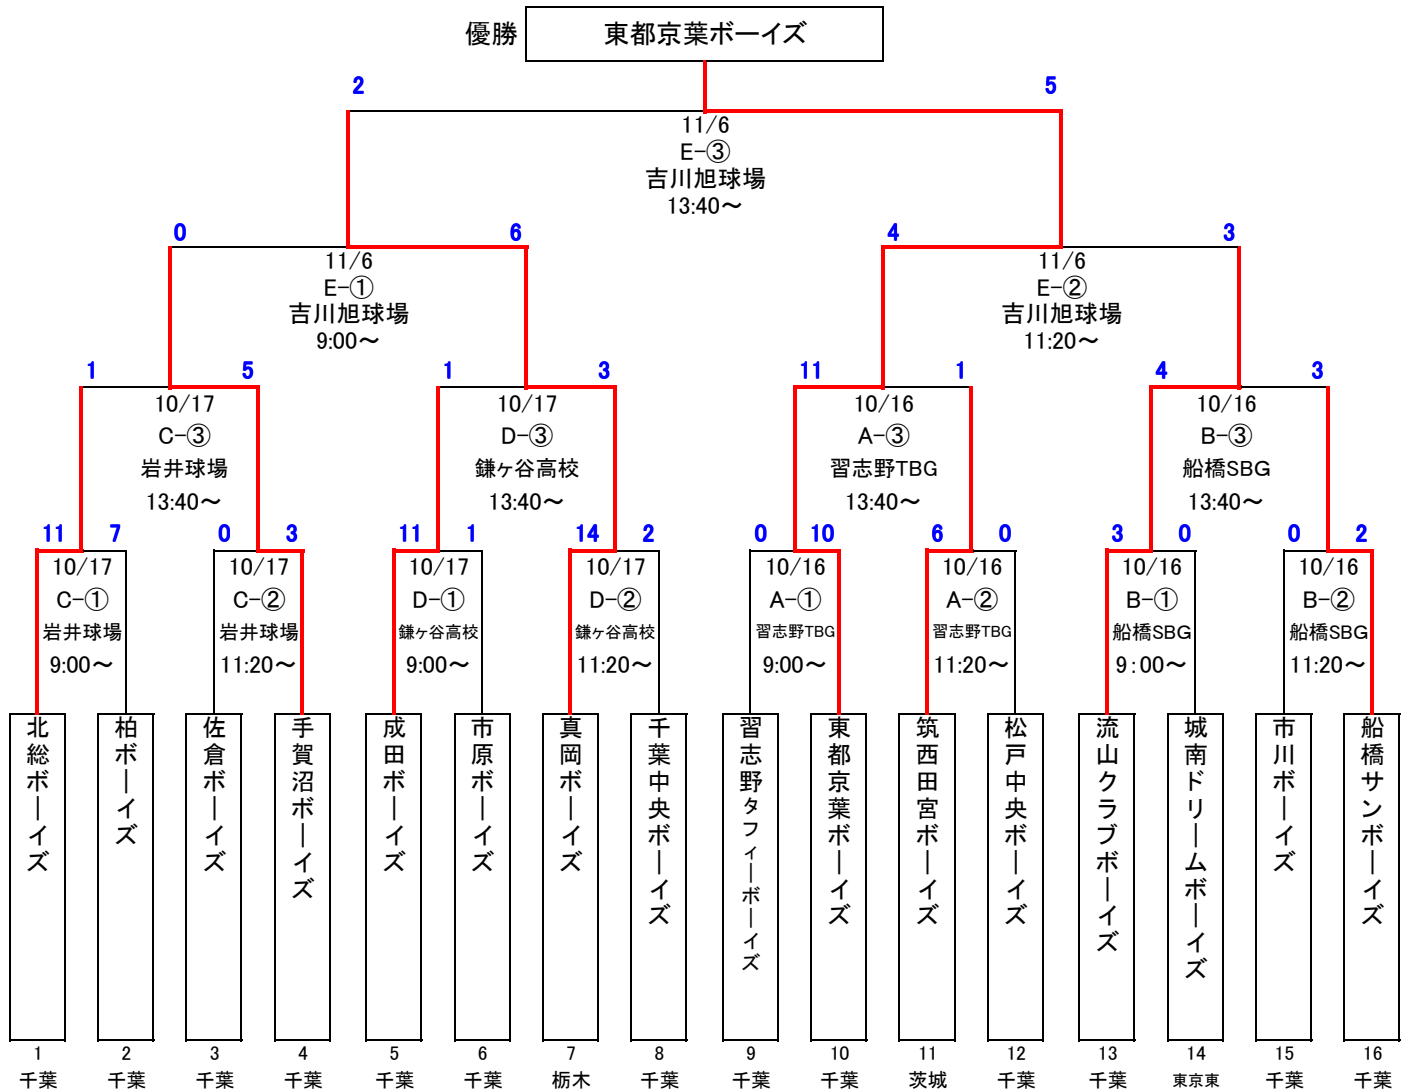 優勝
東都京葉ボーイズ
2
5
11/6
E-③
吉川旭球場
13:40～
0
6
4
3
11/6
E-①
吉川旭球場
9:00～
11/6
E-②
吉川旭球場
11:20～
1
5
1
3
11
1
4
3
10/17
C-③
岩井球場
13:40～
10/17
D-③
鎌ヶ谷高校
13:40～
10/16
A-③
習志野TBG
13:40～
10/16
B-③
船橋SBG
13:40～
11
7
0
3
11
1
14
2
0
10
6
0
3
0
0
2
10/17
C-①
岩井球場
9:00～
10/17
C-②
岩井球場
11:20～
10/17
D-①
鎌ヶ谷高校
9:00～
10/17
D-②
鎌ヶ谷高校
11:20～
10/16
A-①
習志野TBG
9:00～
10/16
A-②
習志野TBG
11:20～
10/16
B-①
船橋SBG
9：00～
10/16
B-②
船橋SBG
11:20～
北総ボーイズ
柏ボーイズ
佐倉ボーイズ
手賀沼ボーイズ
成田ボーイズ
市原ボーイズ
真岡ボーイズ
千葉中央ボーイズ
習志野タフィーボーイズ
東都京葉ボーイズ
筑西田宮ボーイズ
松戸中央ボーイズ
流山クラブボーイズ
城南ドリームボーイズ
市川ボーイズ
船橋サンボーイズ
1
2
3
4
5
6
7
8
9
10
11
12
13
14
15
16
千葉
千葉
千葉
千葉
千葉
千葉
栃木
千葉
千葉
千葉
茨城
千葉
千葉
東京東
千葉
千葉